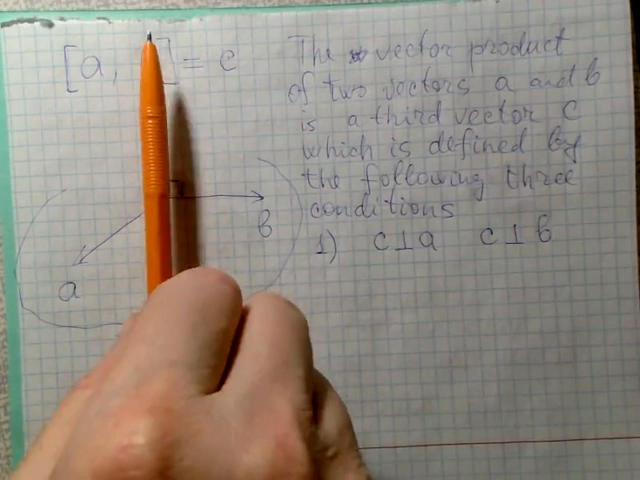 [a, ] = c
The vector product
of two vectors a and b
is a third vector c
which is defined by
the following three
conditions
1) c⊥a c⊥b
b
a